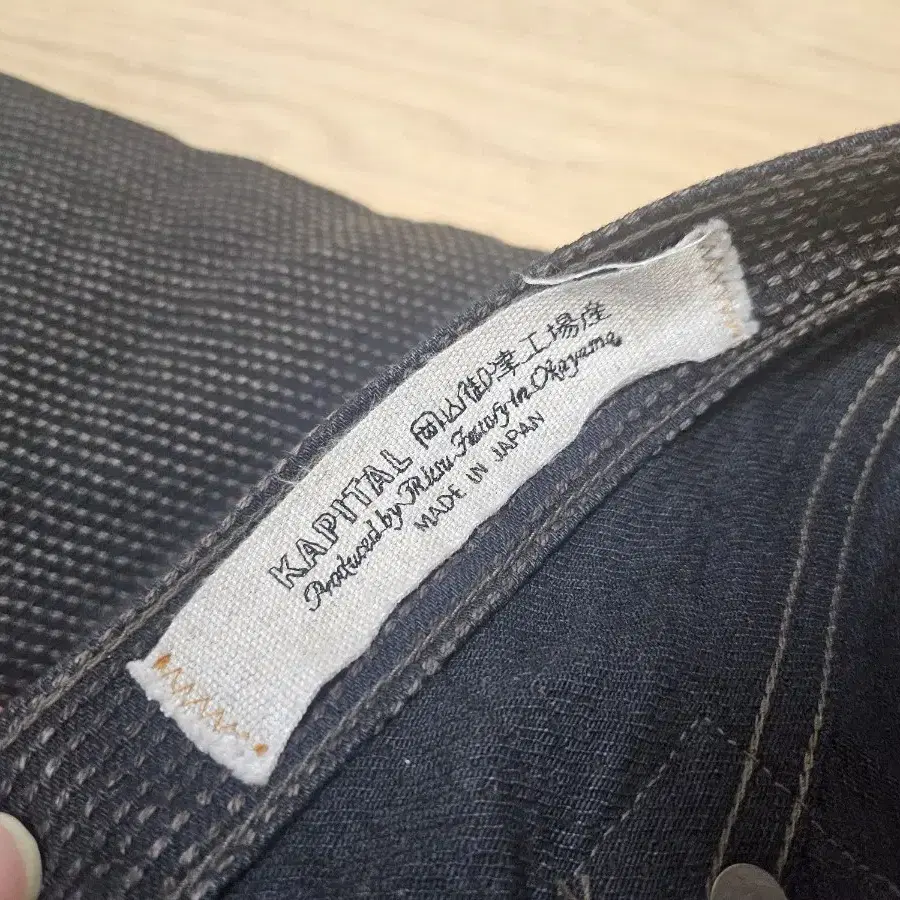 KAPITAL 岡山御津工場産
Produced by Mitsu Factory in Okayama
MADE IN JAPAN